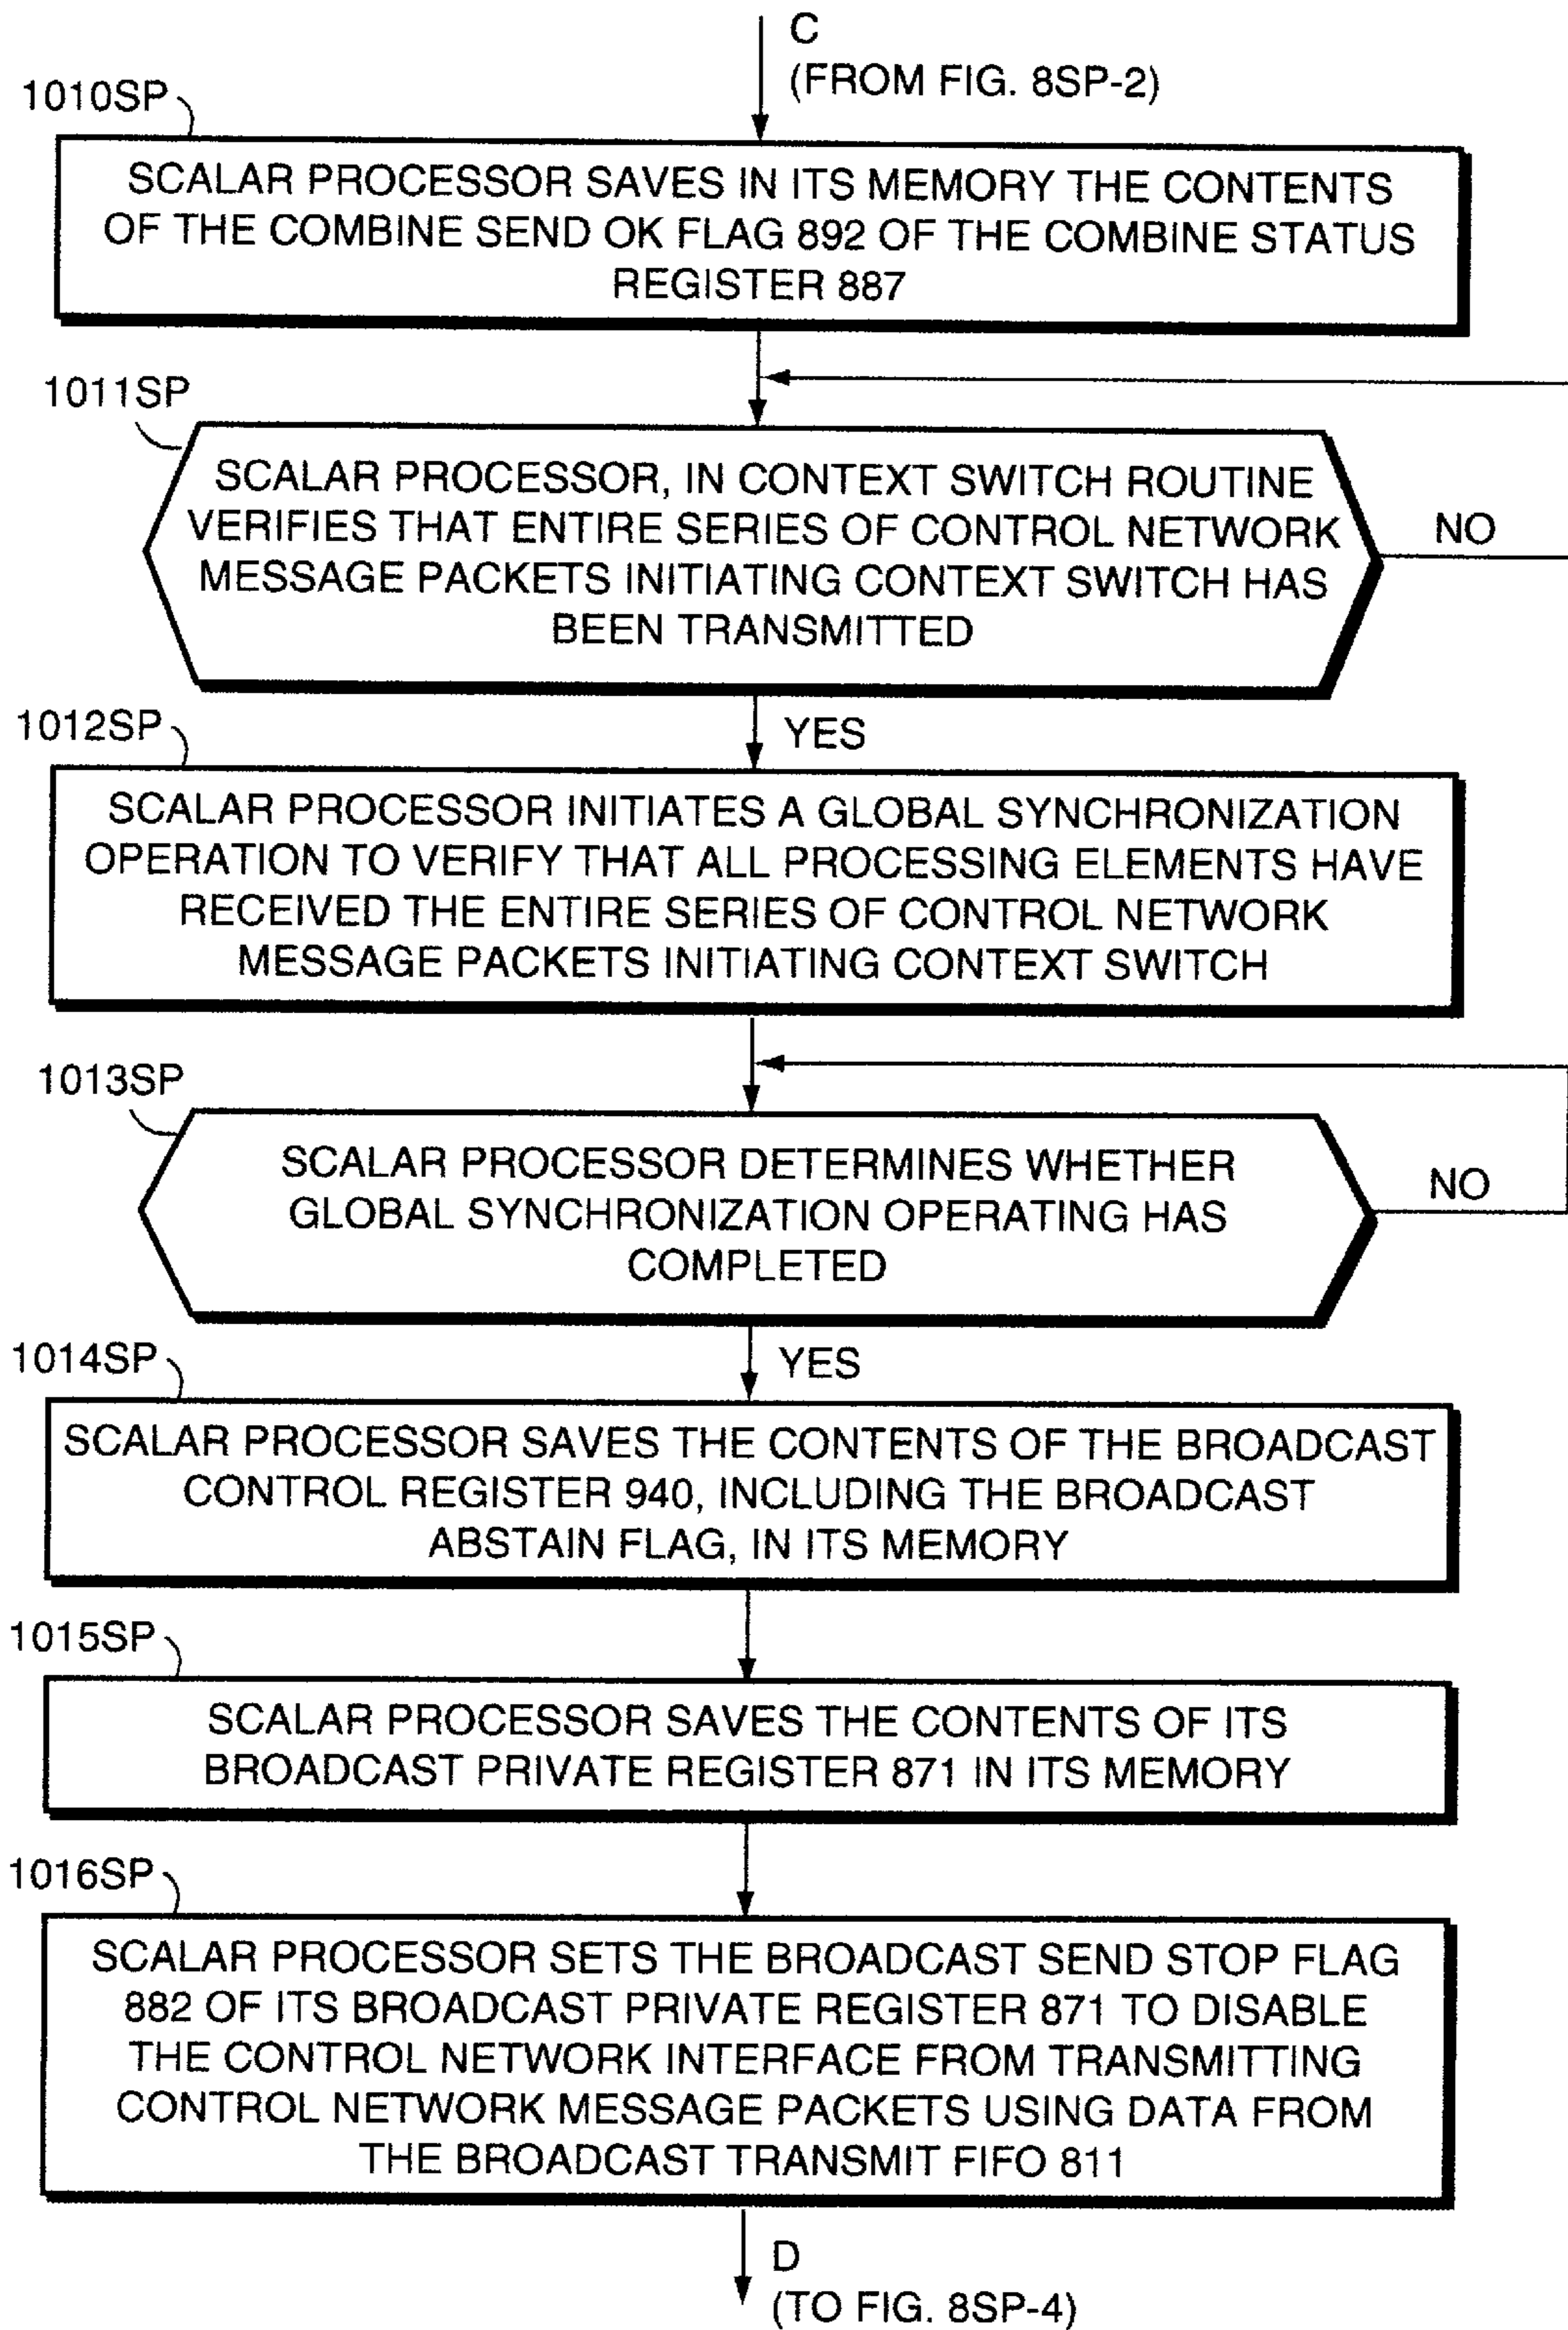 C
(FROM FIG. 8SP-2)
1010SP
SCALAR PROCESSOR SAVES IN ITS MEMORY THE CONTENTS
OF THE COMBINE SEND OK FLAG 892 OF THE COMBINE STATUS
REGISTER 887
1011SP
SCALAR PROCESSOR, IN CONTEXT SWITCH ROUTINE
VERIFIES THAT ENTIRE SERIES OF CONTROL NETWORK
MESSAGE PACKETS INITIATING CONTEXT SWITCH HAS
BEEN TRANSMITTED
NO
YES
1012SP
SCALAR PROCESSOR INITIATES A GLOBAL SYNCHRONIZATION
OPERATION TO VERIFY THAT ALL PROCESSING ELEMENTS HAVE
RECEIVED THE ENTIRE SERIES OF CONTROL NETWORK
MESSAGE PACKETS INITIATING CONTEXT SWITCH
1013SP
SCALAR PROCESSOR DETERMINES WHETHER
GLOBAL SYNCHRONIZATION OPERATING HAS
COMPLETED
NO
YES
1014SP
SCALAR PROCESSOR SAVES THE CONTENTS OF THE BROADCAST
CONTROL REGISTER 940, INCLUDING THE BROADCAST
ABSTAIN FLAG, IN ITS MEMORY
1015SP
SCALAR PROCESSOR SAVES THE CONTENTS OF ITS
BROADCAST PRIVATE REGISTER 871 IN ITS MEMORY
1016SP
SCALAR PROCESSOR SETS THE BROADCAST SEND STOP FLAG
882 OF ITS BROADCAST PRIVATE REGISTER 871 TO DISABLE
THE CONTROL NETWORK INTERFACE FROM TRANSMITTING
CONTROL NETWORK MESSAGE PACKETS USING DATA FROM
THE BROADCAST TRANSMIT FIFO 811
D
(TO FIG. 8SP-4)